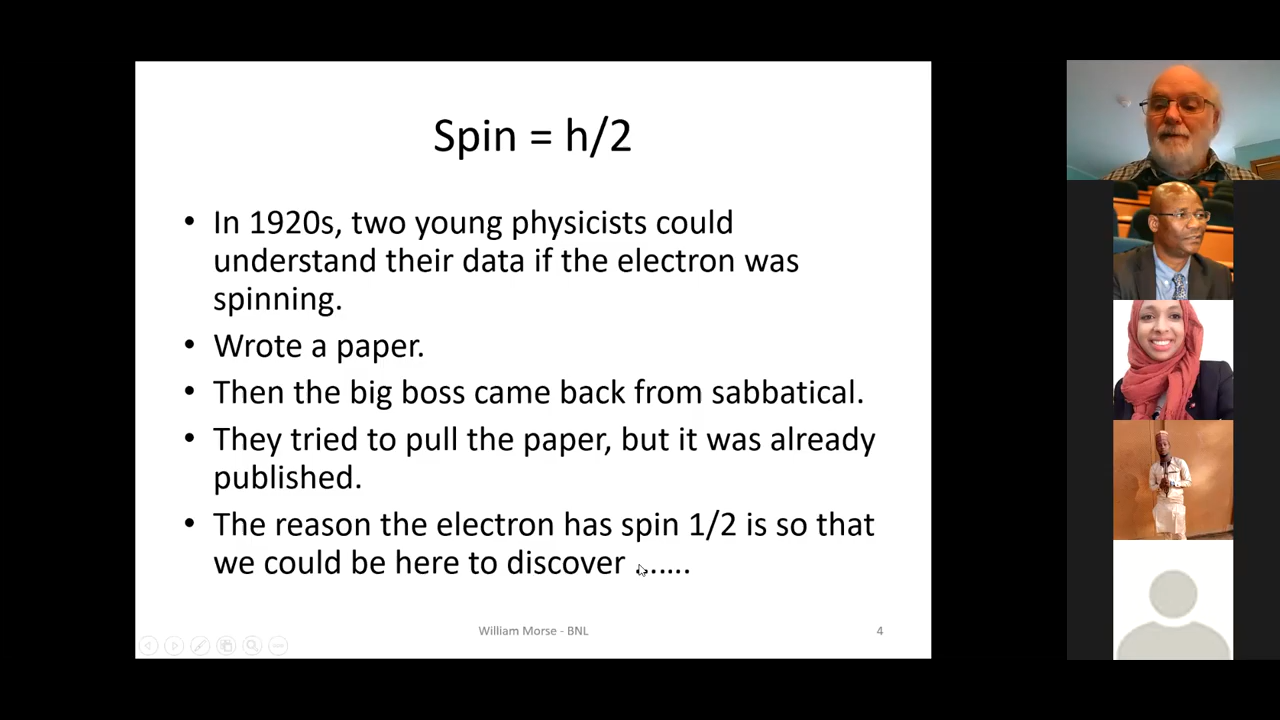 Spin = h/2
• In 1920s, two young physicists could
understand their data if the electron was
spinning.
• Wrote a paper.
• Then the big boss came back from sabbatical.
• They tried to pull the paper, but it was already
published.
• The reason the electron has spin 1/2 is so that
we could be here to discover ......
William Morse - BNL
4